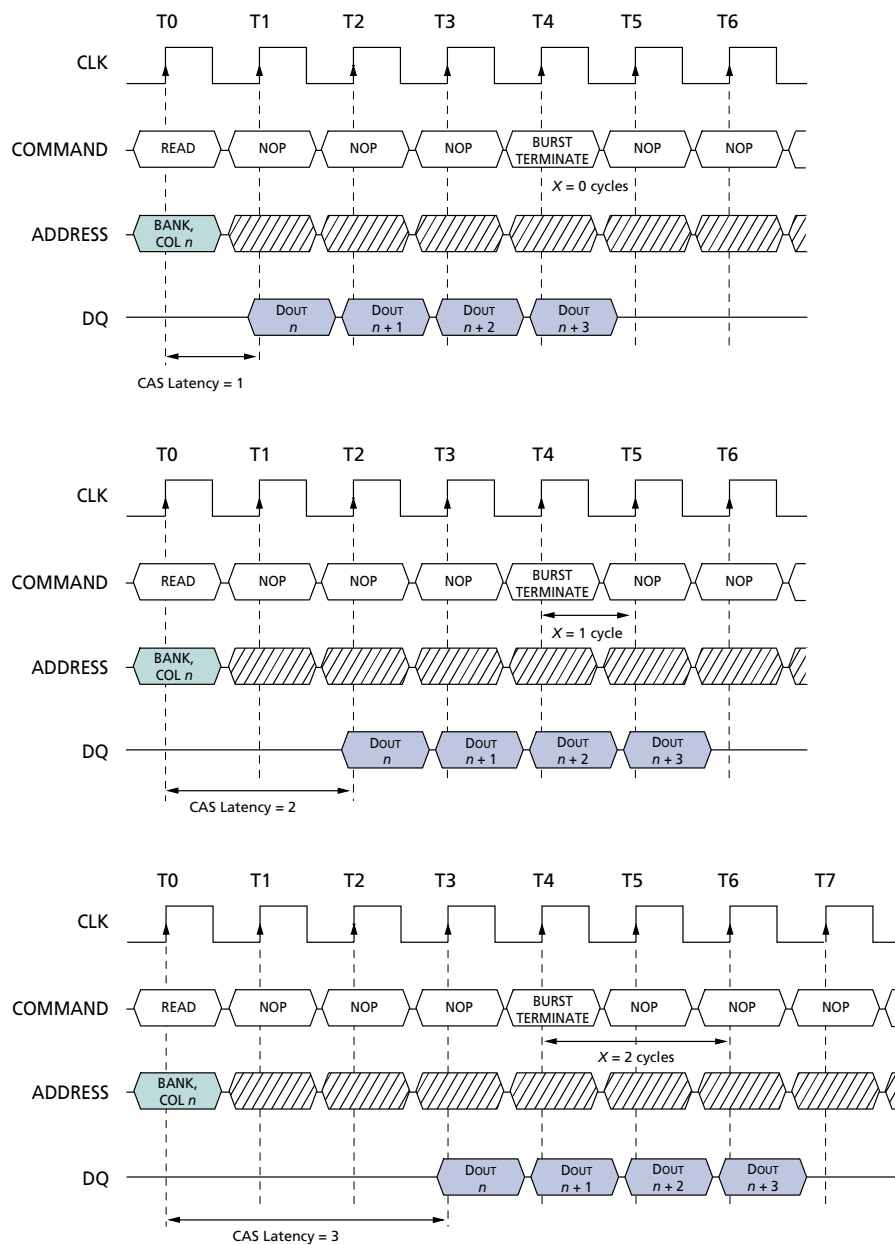 T0 T1 T2 T3 T4 T5 T6
CLK
COMMAND READ NOP NOP NOP BURST TERMINATE NOP NOP
X = 0 cycles
ADDRESS BANK, COL n
DQ DOUT n DOUT n + 1 DOUT n + 2 DOUT n + 3
CAS Latency = 1
T0 T1 T2 T3 T4 T5 T6
CLK
COMMAND READ NOP NOP NOP BURST TERMINATE NOP NOP
X = 1 cycle
ADDRESS BANK, COL n
DQ DOUT n DOUT n + 1 DOUT n + 2 DOUT n + 3
CAS Latency = 2
T0 T1 T2 T3 T4 T5 T6 T7
CLK
COMMAND READ NOP NOP NOP BURST TERMINATE NOP NOP NOP
X = 2 cycles
ADDRESS BANK, COL n
DQ DOUT n DOUT n + 1 DOUT n + 2 DOUT n + 3
CAS Latency = 3